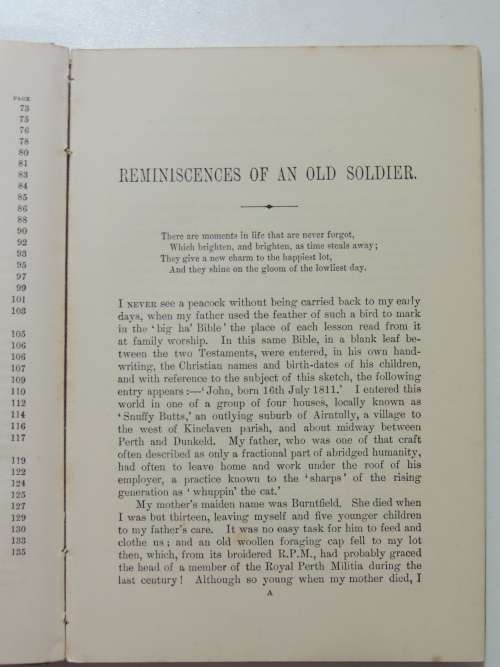 PAGE
73
75
76
78
80
81
83
84
85
86
88
90
92
93
95
97
99
101
103
105
106
106
107
109
110
112
114
116
117
119
122
124
125
127
129
130
133
135
REMINISCENCES OF AN OLD SOLDIER.
There are moments in life that are never forgot,
Which brighten, and brighten, as time steals away;
They give a new charm to the happiest lot,
And they shine on the gloom of the lowliest day.
I NEVER see a peacock without being carried back to my early
days, when my father used the feather of such a bird to mark
in the ‘big ha’ Bible’ the place of each lesson read from it
at family worship. In this same Bible, in a blank leaf be-
tween the two Testaments, were entered, in his own hand-
writing, the Christian names and birth-dates of his children,
and with reference to the subject of this sketch, the following
entry appears:—‘John, born 16th July 1811.’ I entered this
world in one of a group of four houses, locally known as
‘Snuffy Butts,’ an outlying suburb of Airntully, a village to
the west of Kinclaven parish, and about midway between
Perth and Dunkeld. My father, who was one of that craft
often described as only a fractional part of abridged humanity,
had often to leave home and work under the roof of his
employer, a practice known to the ‘sharps’ of the rising
generation as ‘whuppin’ the cat.’
My mother’s maiden name was Burntfield. She died when
I was but thirteen, leaving myself and five younger children
to my father’s care. It was no easy task for him to feed and
clothe us; and an old woollen foraging cap fell to my lot
then, which, from its broidered R.P.M., had probably graced
the head of a member of the Royal Perth Militia during the
last century! Although so young when my mother died, I
A